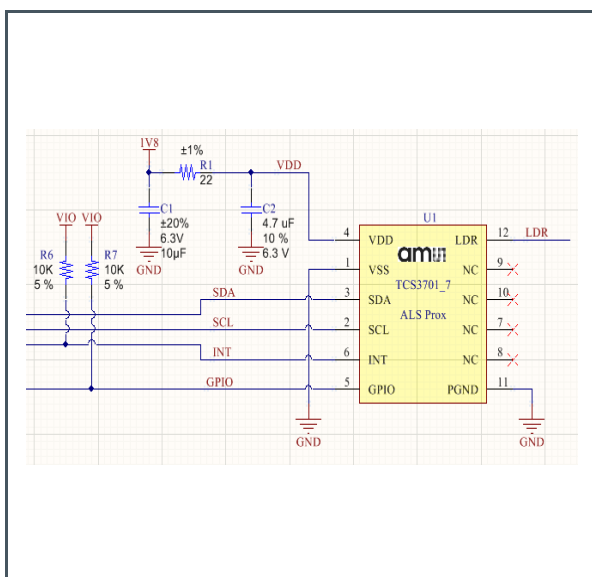 1V8
±1%
R1
22
VDD
C1
±20%
6.3V
10µF
GND
C2
4.7 uF
10 %
6.3 V
GND
VIO
VIO
R6
10K
5 %
R7
10K
5 %
SDA
SCL
INT
GPIO
U1
4
VDD
1
VSS
3
SDA
2
SCL
6
INT
5
GPIO
amu
TCS3701_7
ALS Prox
LDR
12
LDR
NC
9
NC
10
NC
7
NC
8
PGND
11
GND
GND